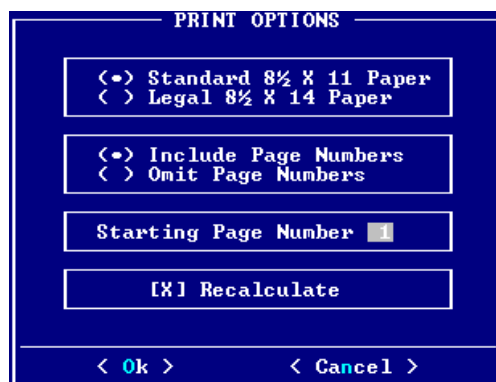 PRINT OPTIONS
(•) Standard 8½ X 11 Paper
( ) Legal 8½ X 14 Paper
(•) Include Page Numbers
( ) Omit Page Numbers
Starting Page Number 1
[X] Recalculate
< Ok > < Cancel >